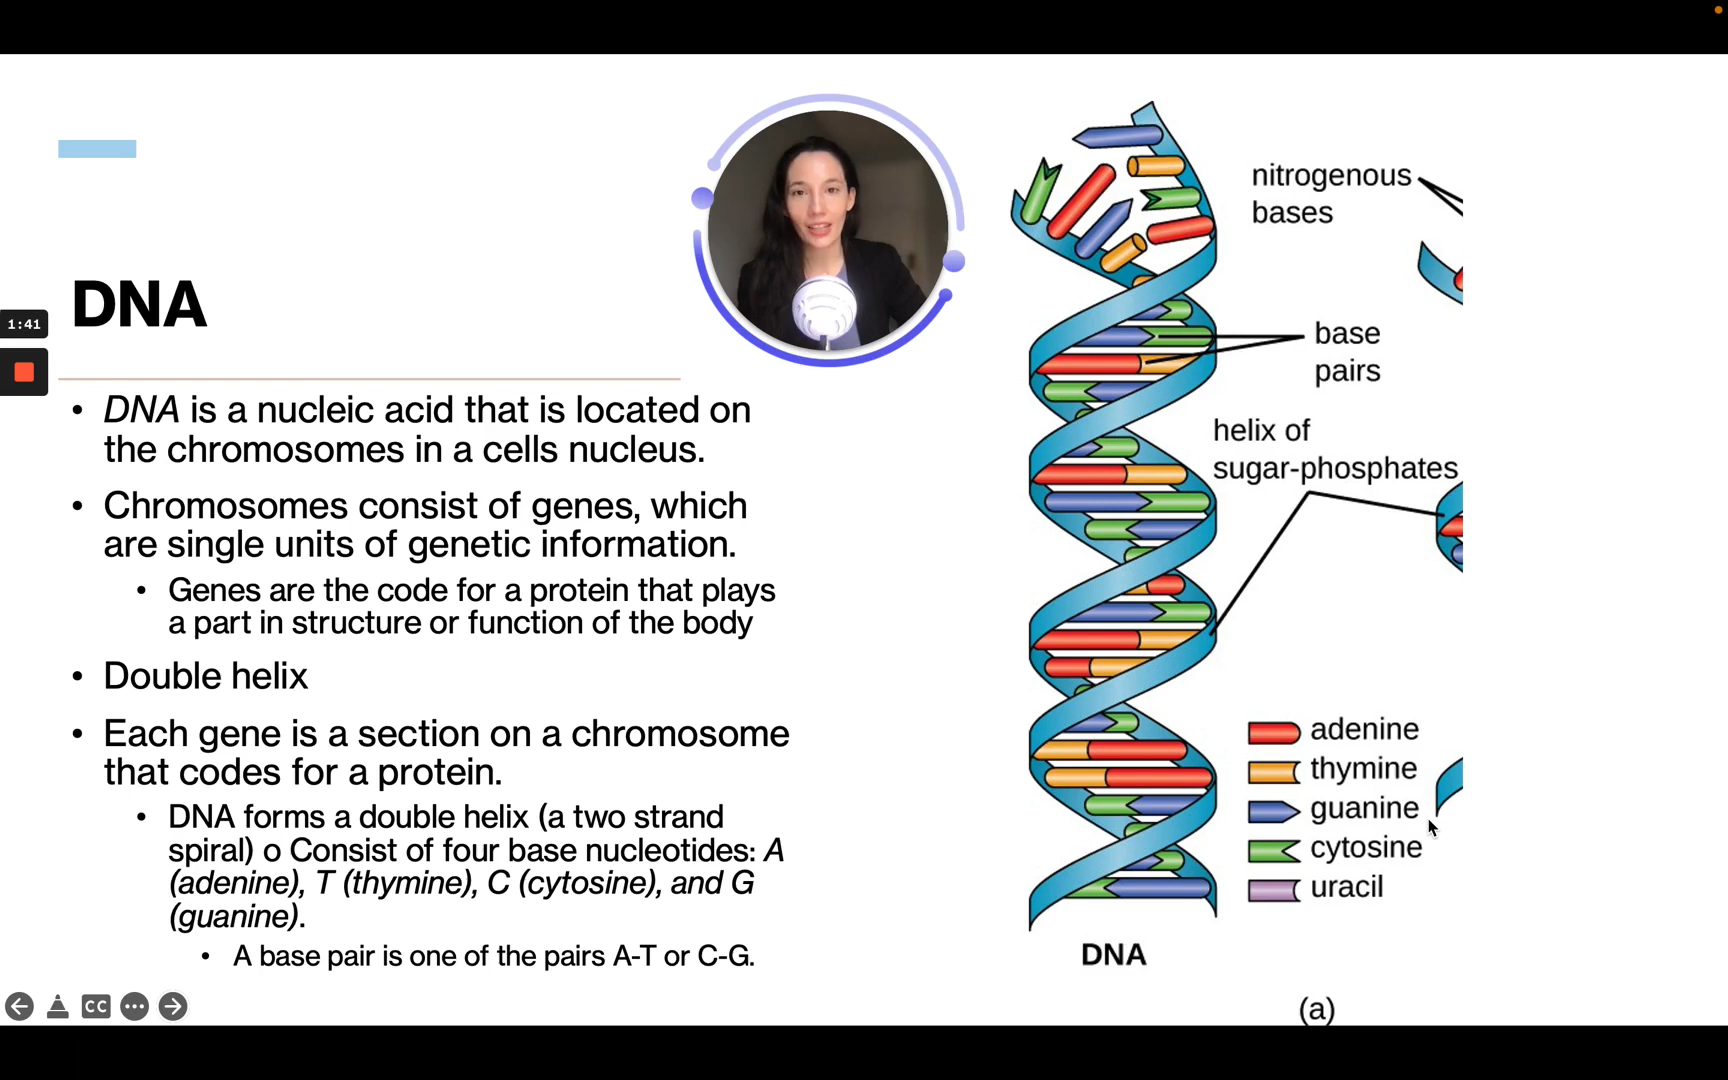 DNA
1:41
• DNA is a nucleic acid that is located on
the chromosomes in a cells nucleus.
• Chromosomes consist of genes, which
are single units of genetic information.
• Genes are the code for a protein that plays
a part in structure or function of the body
• Double helix
• Each gene is a section on a chromosome
that codes for a protein.
• DNA forms a double helix (a two strand
spiral) o Consist of four base nucleotides: A
(adenine), T (thymine), C (cytosine), and G
(guanine).
• A base pair is one of the pairs A-T or C-G.
CC
nitrogenous
bases
base
pairs
helix of
sugar-phosphates
adenine
thymine
guanine
cytosine
uracil
DNA
(a)